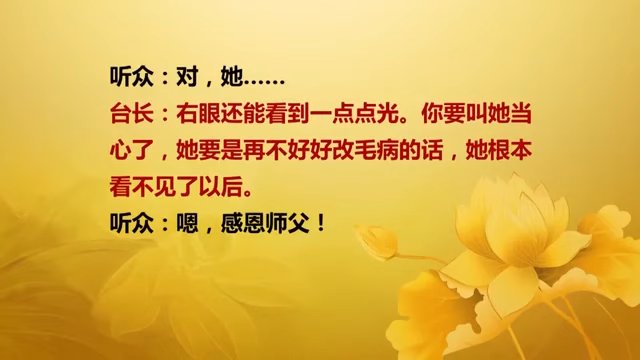 听众：对，她……
台长：右眼还能看到一点点光。你要叫她当
心了，她要是再不好好改毛病的话，她根本
看不见了以后。
听众：嗯，感恩师父！